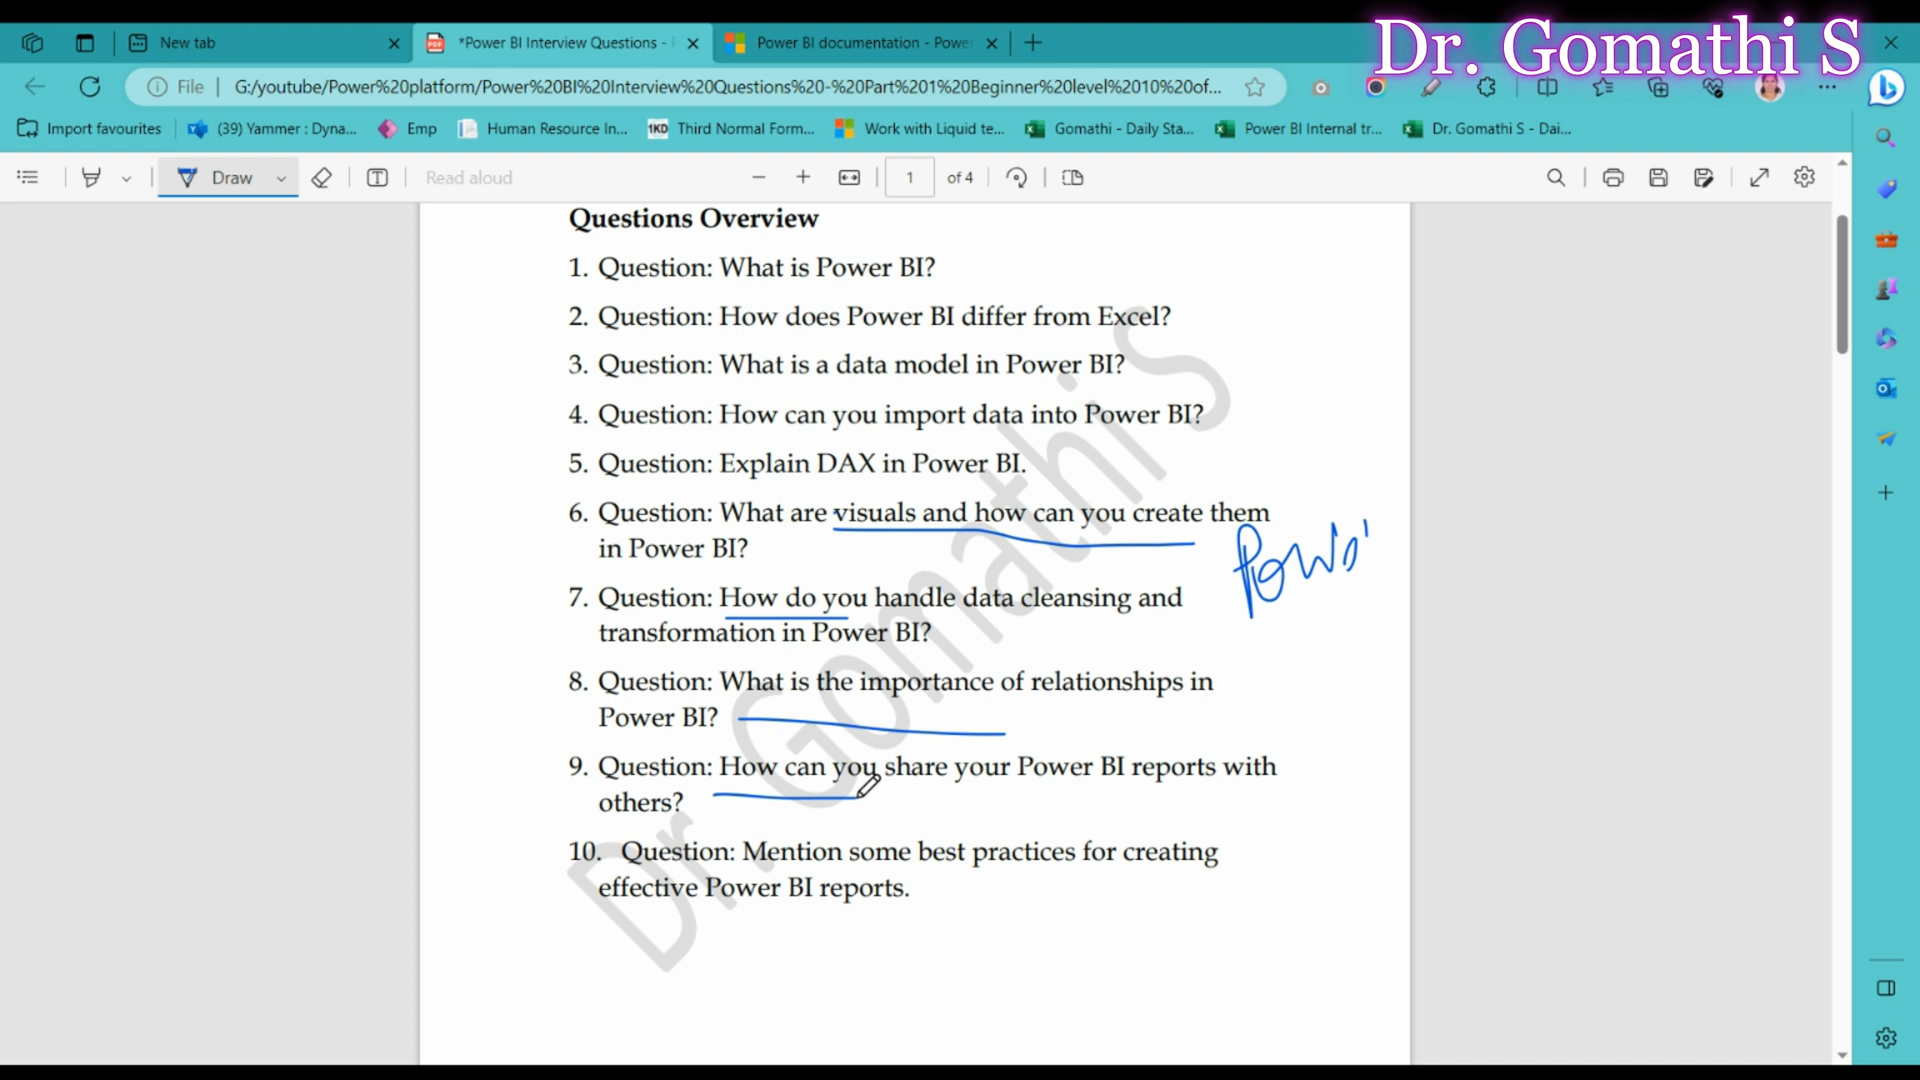 Dr. Gomathi S
New tab
*Power BI Interview Questions -
Power BI documentation - Power
File
G:/youtube/Power%20platform/Power%20BI%20Interview%20Questions%20-%20Part%201%20Beginner%20level%2010%20of...
Import favourites
(39) Yammer : Dyna...
Emp
Human Resource In...
1KD Third Normal Form...
Work with Liquid te...
Gomathi - Daily Sta...
Power BI Internal tr...
Dr. Gomathi S - Dai...
Draw
Read aloud
1 of 4
Questions Overview
1. Question: What is Power BI?
2. Question: How does Power BI differ from Excel?
3. Question: What is a data model in Power BI?
4. Question: How can you import data into Power BI?
5. Question: Explain DAX in Power BI.
6. Question: What are visuals and how can you create them
in Power BI?
7. Question: How do you handle data cleansing and
transformation in Power BI?
8. Question: What is the importance of relationships in
Power BI?
9. Question: How can you share your Power BI reports with
others?
10. Question: Mention some best practices for creating
effective Power BI reports.
Dr. Gomathi S